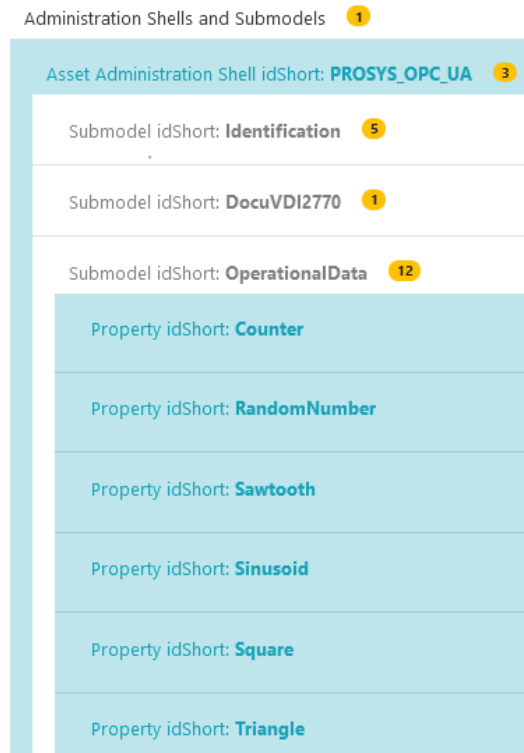 Administration Shells and Submodels 1
Asset Administration Shell idShort: PROSYS_OPC_UA 3
Submodel idShort: Identification 5
Submodel idShort: DocuVDI2770 1
Submodel idShort: OperationalData 12
Property idShort: Counter
Property idShort: RandomNumber
Property idShort: Sawtooth
Property idShort: Sinusoid
Property idShort: Square
Property idShort: Triangle